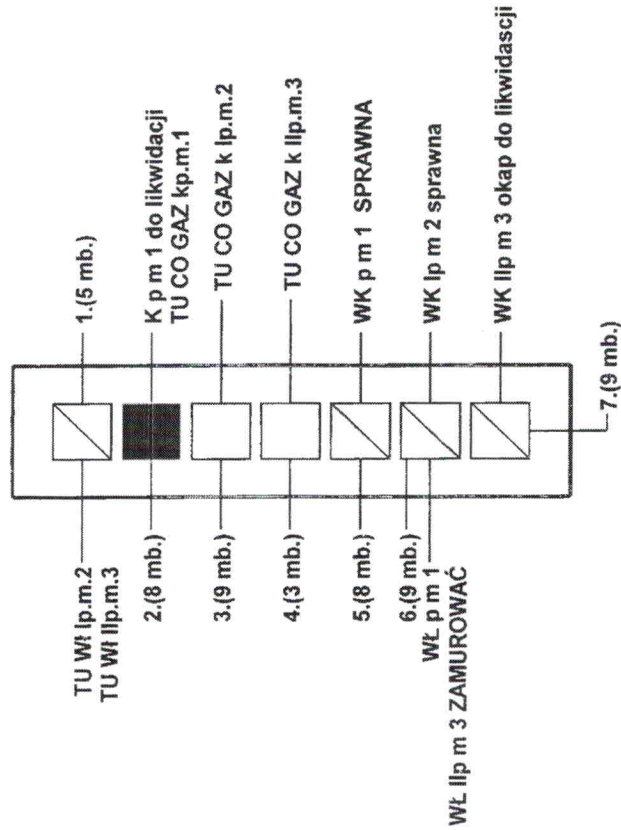 TU Wł Ip.m.2
TU Wł IIp.m.3
1.(5 mb.)
2.(8 mb.)
K p m 1 do likwidacji
TU CO GAZ kp.m.1
3.(9 mb.)
TU CO GAZ k Ip.m.2
4.(3 mb.)
TU CO GAZ k IIp.m.3
5.(8 mb.)
WK p m 1 SPRAWNA
6.(9 mb.)
WŁ p m 1
WŁ IIp m 3 ZAMUROWAĆ
WK Ip m 2 sprawna
WK IIp m 3 okap do likwidascji
7.(9 mb.)